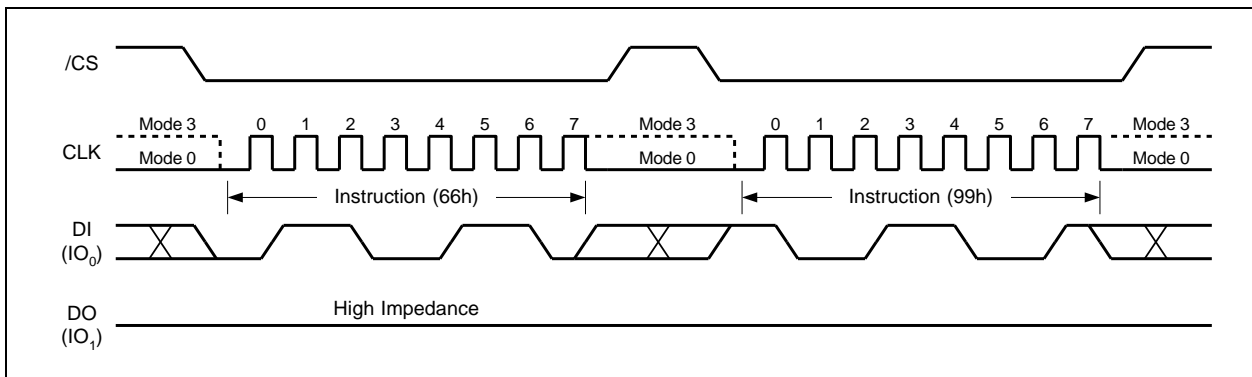 /CS
Mode 3 0 1 2 3 4 5 6 7 Mode 3 0 1 2 3 4 5 6 7 Mode 3
CLK
Mode 0 Mode 0 Mode 0
Instruction (66h) Instruction (99h)
DI
(IO₀)
High Impedance
DO
(IO₁)